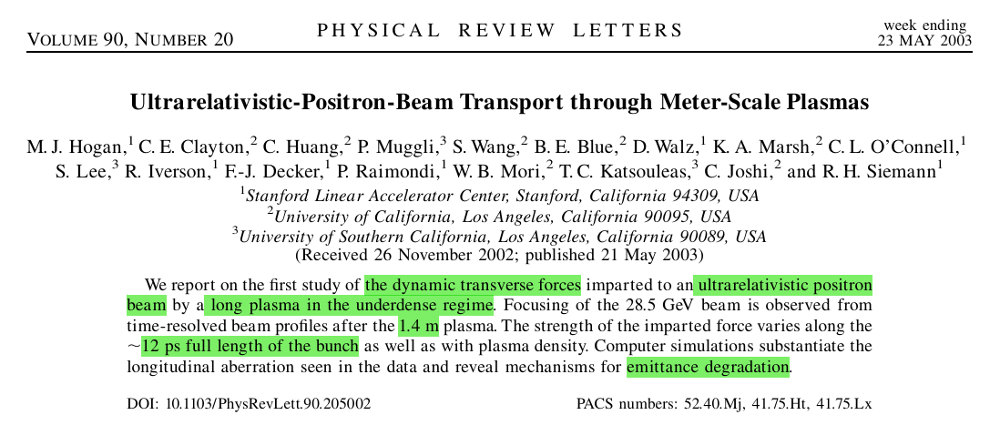 VOLUME 90, NUMBER 20
PHYSICAL REVIEW LETTERS
week ending
23 MAY 2003
Ultrarelativistic-Positron-Beam Transport through Meter-Scale Plasmas
M. J. Hogan,1 C. E. Clayton,2 C. Huang,2 P. Muggli,3 S. Wang,2 B. E. Blue,2 D. Walz,1 K. A. Marsh,2 C. L. O'Connell,1
S. Lee,3 R. Iverson,1 F.-J. Decker,1 P. Raimondi,1 W. B. Mori,2 T. C. Katsouleas,3 C. Joshi,2 and R. H. Siemann1
1Stanford Linear Accelerator Center, Stanford, California 94309, USA
2University of California, Los Angeles, California 90095, USA
3University of Southern California, Los Angeles, California 90089, USA
(Received 26 November 2002; published 21 May 2003)
We report on the first study of the dynamic transverse forces imparted to an ultrarelativistic positron
beam by a long plasma in the underdense regime. Focusing of the 28.5 GeV beam is observed from
time-resolved beam profiles after the 1.4 m plasma. The strength of the imparted force varies along the
~12 ps full length of the bunch as well as with plasma density. Computer simulations substantiate the
longitudinal aberration seen in the data and reveal mechanisms for emittance degradation.
DOI: 10.1103/PhysRevLett.90.205002
PACS numbers: 52.40.Mj, 41.75.Ht, 41.75.Lx